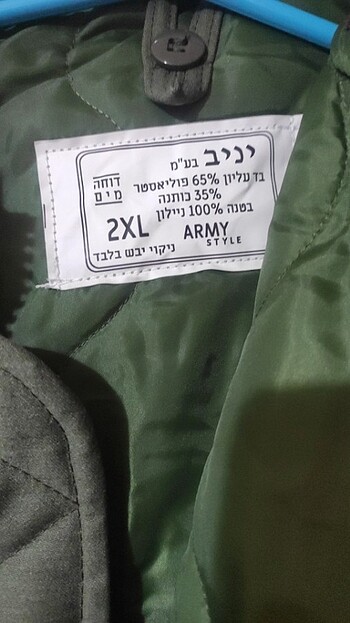 יניב בע"מ
בד עליון 65% פוליאסטר
35% כותנה
בטנה 100% ניילון
דוחה
מים
2XL
ARMY
STYLE
ניקוי יבש בלבד